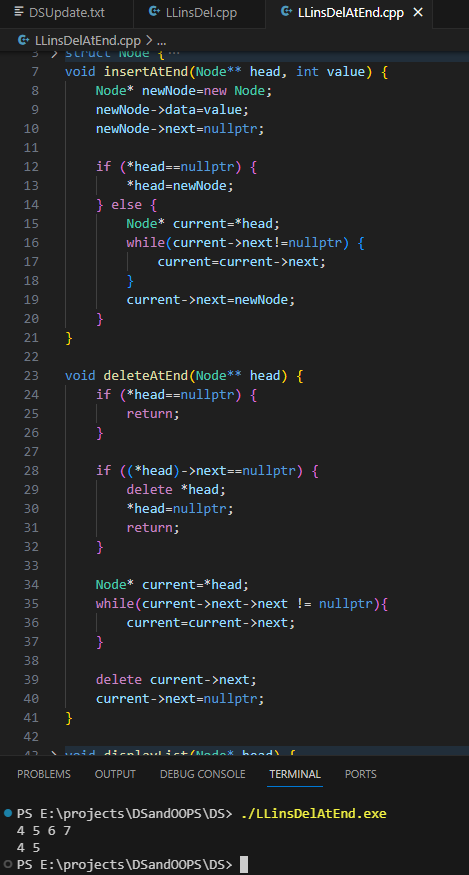 DSUpdate.txt LLinsDel.cpp LLinsDelAtEnd.cpp
LLinsDelAtEnd.cpp > ...
5 > struct Node { ...
7 void insertAtEnd(Node** head, int value) {
8 Node* newNode=new Node;
9 newNode->data=value;
10 newNode->next=nullptr;
11
12 if (*head==nullptr) {
13 *head=newNode;
14 } else {
15 Node* current=*head;
16 while(current->next!=nullptr) {
17 current=current->next;
18 }
19 current->next=newNode;
20 }
21 }
22
23 void deleteAtEnd(Node** head) {
24 if (*head==nullptr) {
25 return;
26 }
27
28 if ((*head)->next==nullptr) {
29 delete *head;
30 *head=nullptr;
31 return;
32 }
33
34 Node* current=*head;
35 while(current->next->next != nullptr){
36 current=current->next;
37 }
38
39 delete current->next;
40 current->next=nullptr;
41 }
42
43 > void displayList(Node* head) {
PROBLEMS OUTPUT DEBUG CONSOLE TERMINAL PORTS
PS E:\projects\DSandOOPS\DS> ./LLinsDelAtEnd.exe
4 5 6 7
4 5
PS E:\projects\DSandOOPS\DS>